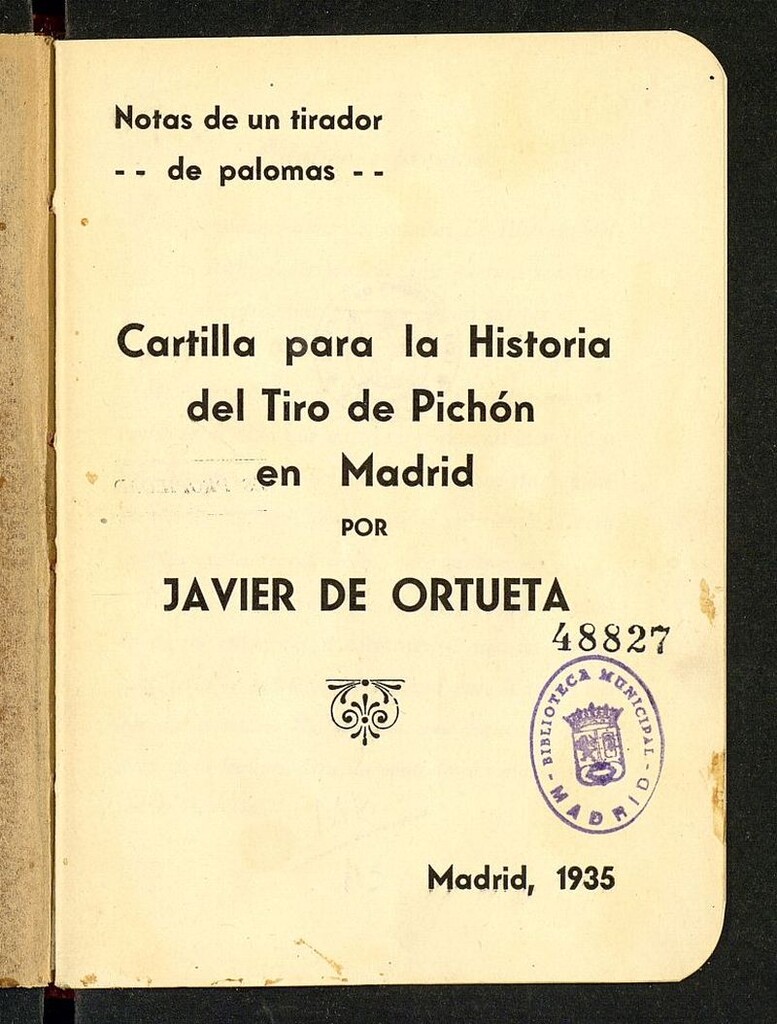 Notas de un tirador
-- de palomas --
Cartilla para la Historia
del Tiro de Pichón
en Madrid
POR
JAVIER DE ORTUETA
48827
- BIBLIOTECA MUNICIPAL -
MADRID
Madrid, 1935